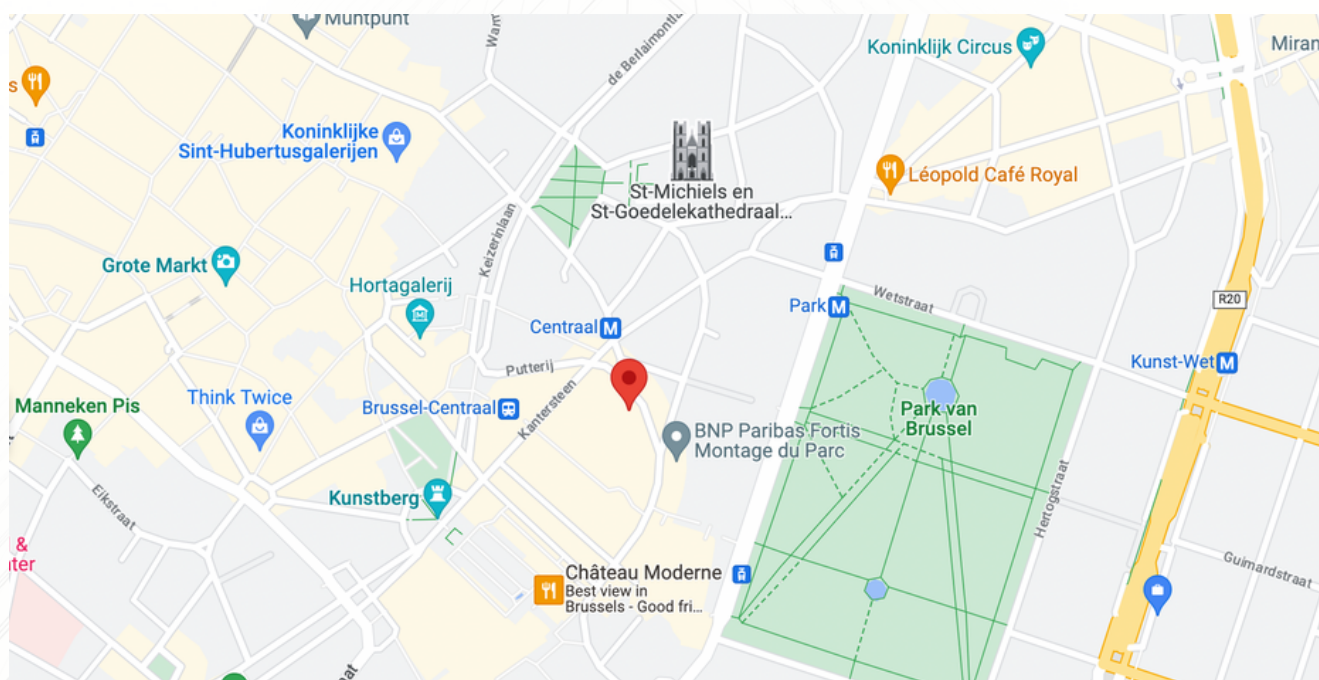 Muntpunt
de Berlaimontl
Koninklijk Circus
Miran
s
Koninklijke
Sint-Hubertusgalerijen
St-Michiels en
St-Goedelekathedraal...
Léopold Café Royal
Keizerinlaan
Grote Markt
Hortagalerij
Wetstraat
R20
Park
M
Centraal
M
Kunst-Wet
M
Putterij
Think Twice
Manneken Pis
Brussel-Centraal
Kantersteen
Park van
Brussel
BNP Paribas Fortis
Montage du Parc
Kunstberg
Eikstraat
Hertogstraat
&
ter
Château Moderne
Best view in
Brussels - Good fri...
Guimardstraat
aat